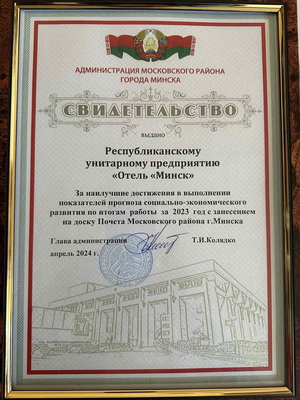 АДМИНИСТРАЦИЯ МОСКОВСКОГО РАЙОНА
ГОРОДА МИНСКА
СВИДЕТЕЛЬСТВО
ВЫДАНО
Республиканскому
унитарному предприятию
«Отель «Минск»
За наилучшие достижения в выполнении
показателей прогноза социально-экономического
развития по итогам работы за 2023 год с занесением
на доску Почета Московского района г.Минска
Глава администрации Т.Н.Колядко
апрель 2024 г.